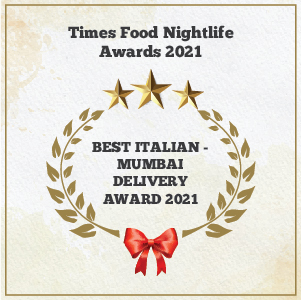 Times Food Nightlife
Awards 2021
BEST ITALIAN -
MUMBAI
DELIVERY
AWARD 2021